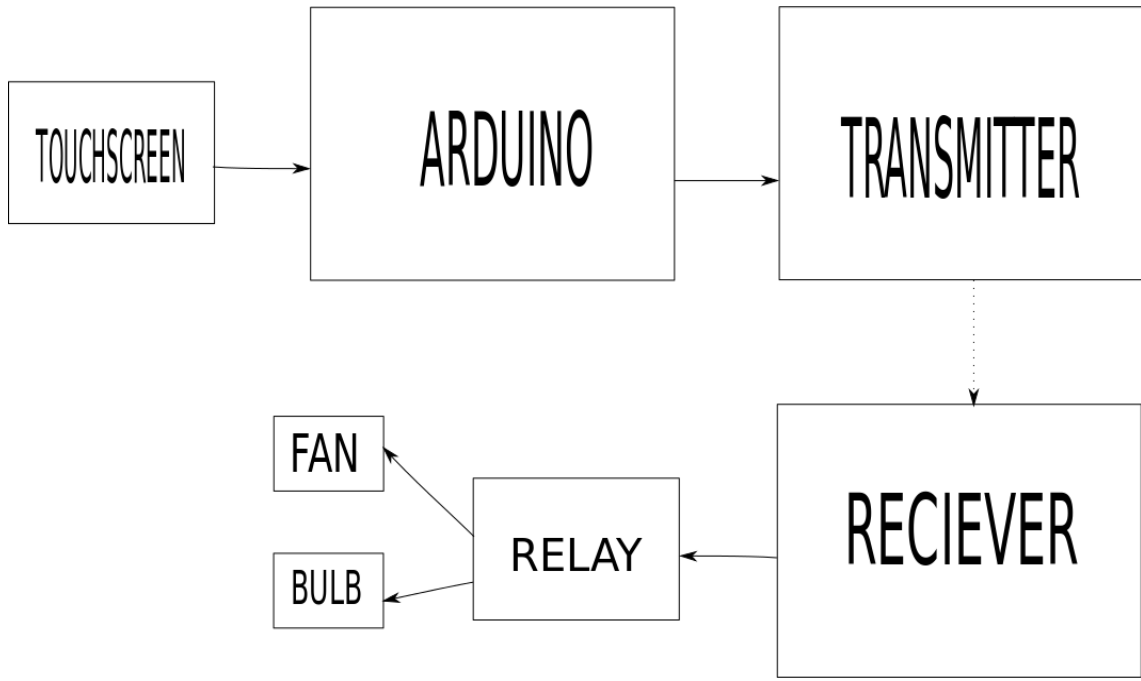 TOUCHSCREEN
ARDUINO
TRANSMITTER
FAN
BULB
RELAY
RECIEVER